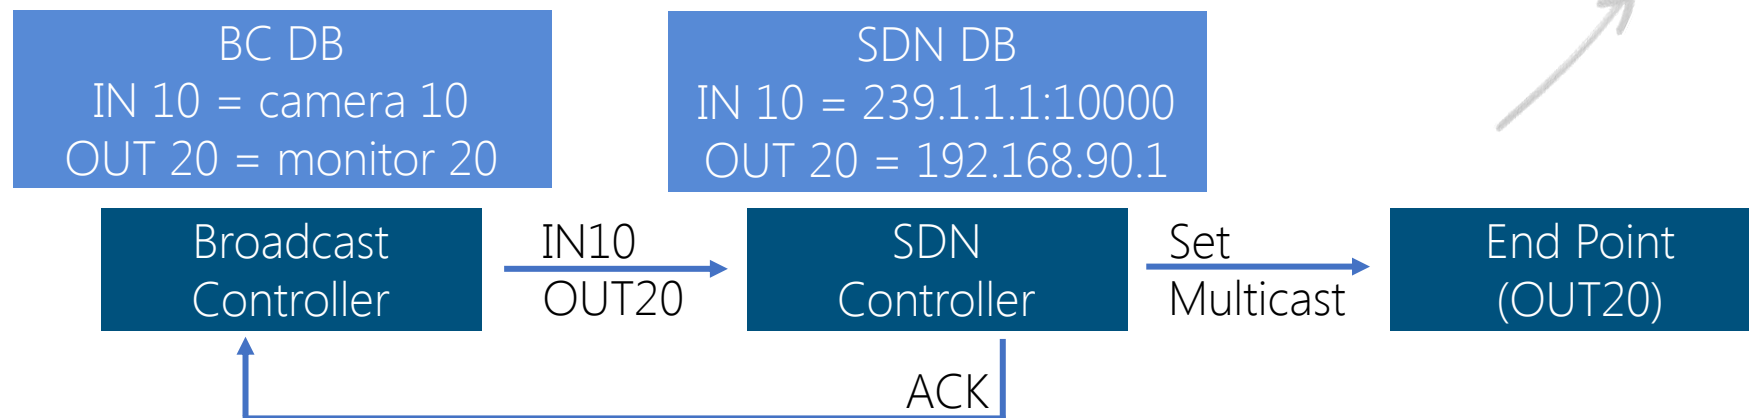 BC DB
IN 10 = camera 10
OUT 20 = monitor 20
SDN DB
IN 10 = 239.1.1.1:10000
OUT 20 = 192.168.90.1
Broadcast
Controller
IN10
OUT20
SDN
Controller
Set
Multicast
End Point
(OUT20)
ACK